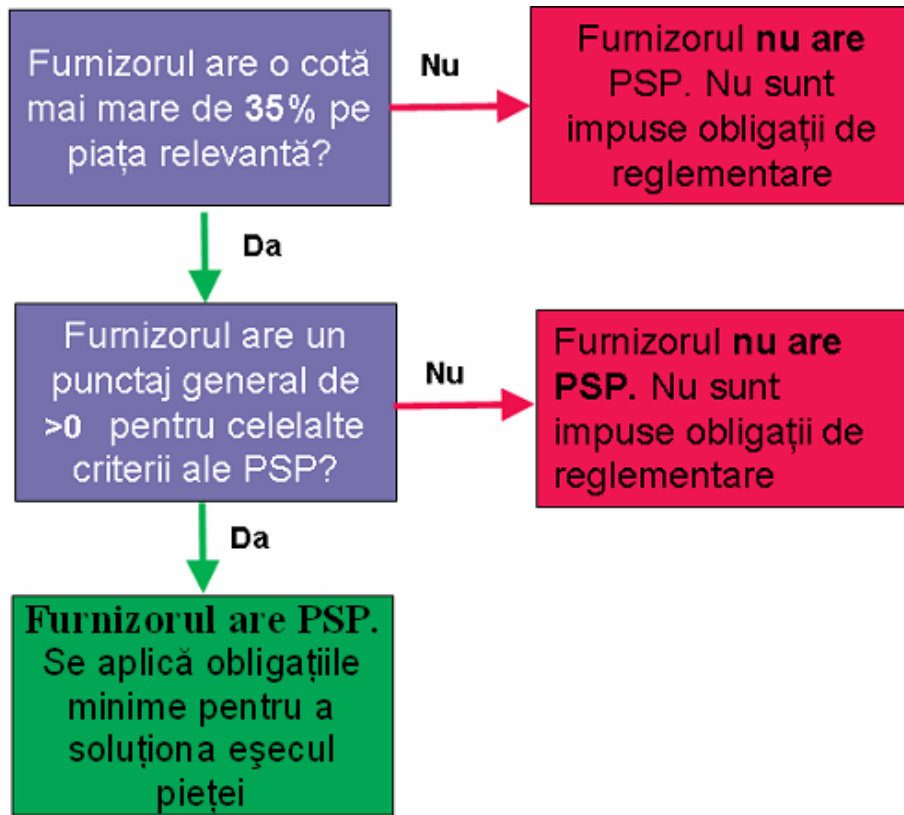 Furnizorul are o cotă
mai mare de 35% pe
piața relevantă?
Nu
Furnizorul nu are
PSP. Nu sunt
impuse obligații de
reglementare
Da
Furnizorul are un
punctaj general de
>0 pentru celelalte
criterii ale PSP?
Nu
Furnizorul nu are
PSP. Nu sunt
impuse obligații de
reglementare
Da
Furnizorul are PSP.
Se aplică obligațiile
minime pentru a
soluționa eşecul
pieței